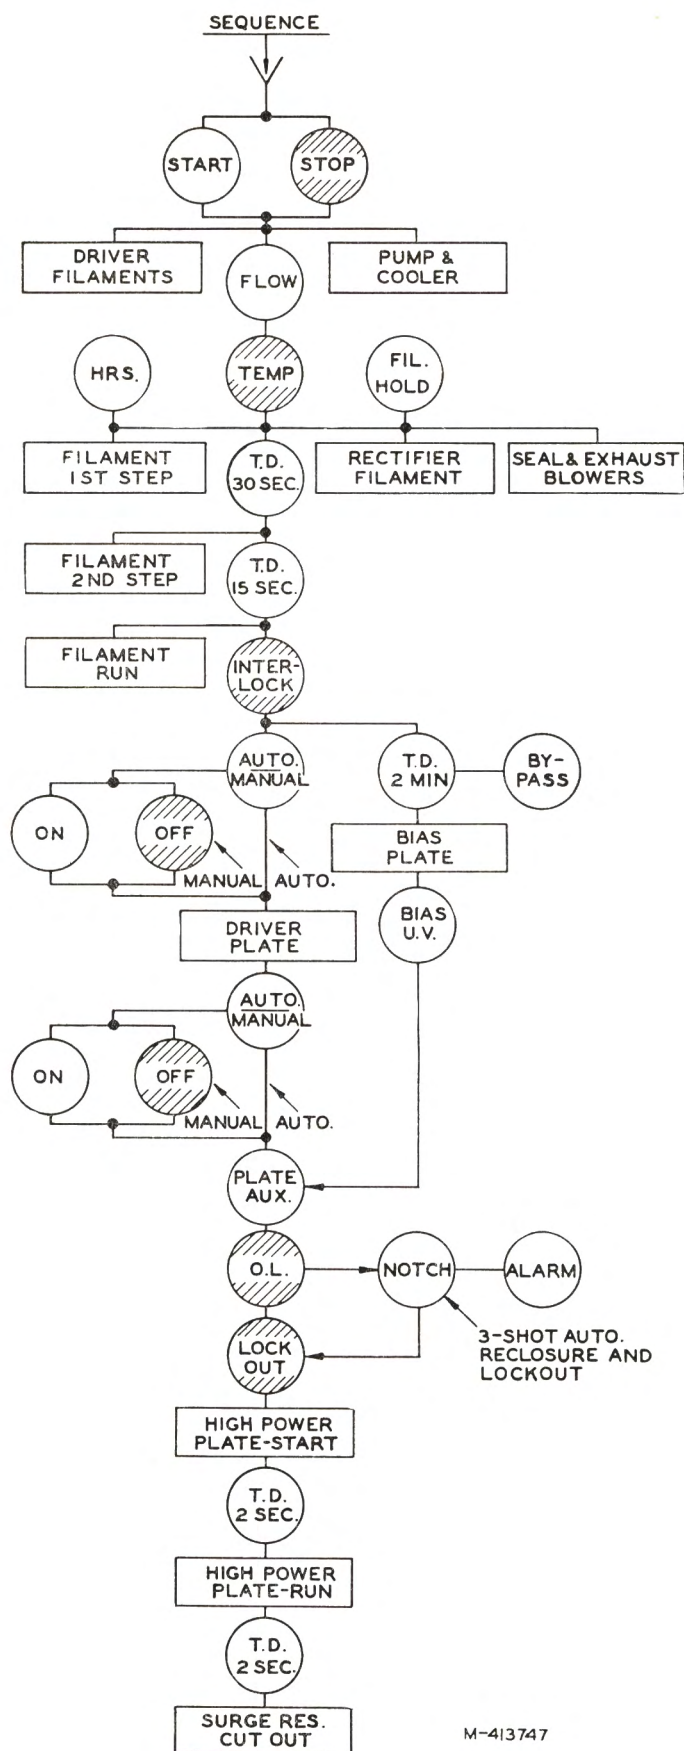 SEQUENCE
START
STOP
DRIVER
FILAMENTS
FLOW
PUMP &
COOLER
HRS.
TEMP
FIL.
HOLD
FILAMENT
1ST STEP
T.D.
30 SEC.
RECTIFIER
FILAMENT
SEAL & EXHAUST
BLOWERS
FILAMENT
2ND STEP
T.D.
15 SEC.
FILAMENT
RUN
INTER-
LOCK
AUTO.
MANUAL
T.D.
2 MIN
BY-
PASS
ON
OFF
MANUAL
AUTO.
BIAS
PLATE
DRIVER
PLATE
BIAS
U.V.
AUTO.
MANUAL
ON
OFF
MANUAL
AUTO.
PLATE
AUX.
O.L.
NOTCH
ALARM
LOCK
OUT
3-SHOT AUTO.
RECLOSURE AND
LOCKOUT
HIGH POWER
PLATE-START
T.D.
2 SEC.
HIGH POWER
PLATE-RUN
T.D.
2 SEC.
SURGE RES.
CUT OUT
M-413747